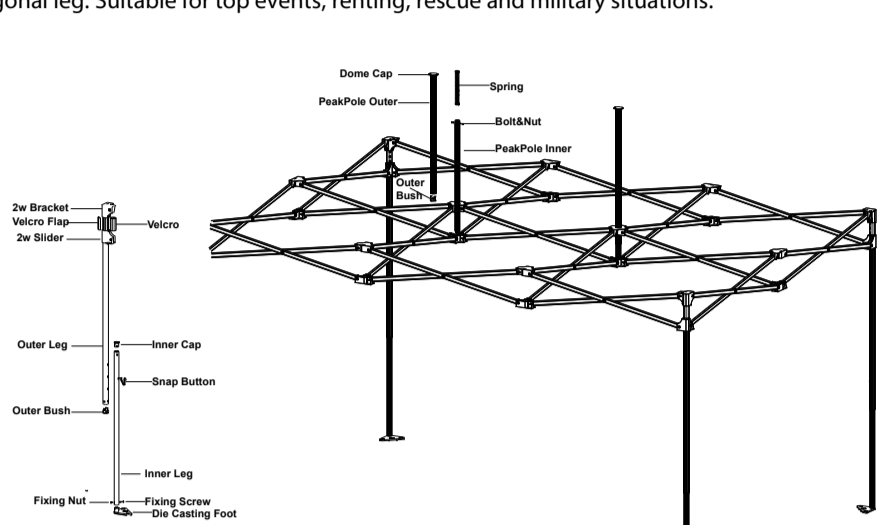 gonal leg. Suitable for top events, renting, rescue and military situations.
Dome Cap
Spring
PeakPole Outer
Bolt&Nut
PeakPole Inner
Outer
Bush
2w Bracket
Velcro Flap
Velcro
2w Slider
Outer Leg
Inner Cap
Snap Button
Outer Bush
Inner Leg
Fixing Nut
Fixing Screw
Die Casting Foot